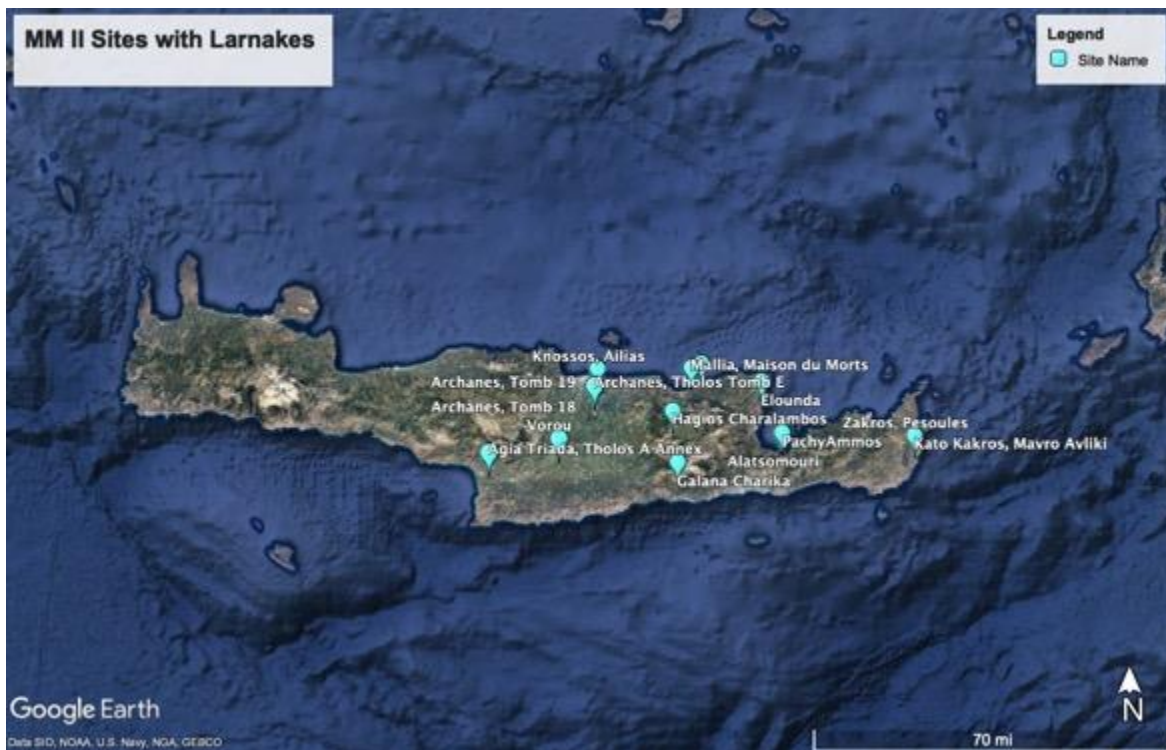 MM II Sites with Larnakes
Legend
Site Name
Knossos, Ailias
Mallia, Maison du Morts
Archanes, Tomb 19
Archanes, Tholos Tomb E
Elounda
Archanes, Tomb 18
Hagios Charalambos
Zakros, Pesoules
Vorou
PachyAmmos
Kato Kakros, Mavro Avliki
Agia Triada, Tholos A Annex
Alatsomouri
Galana Charika
Google Earth
N
Data SIO, NOAA, U.S. Navy, NGA, GEBCO
70 mi